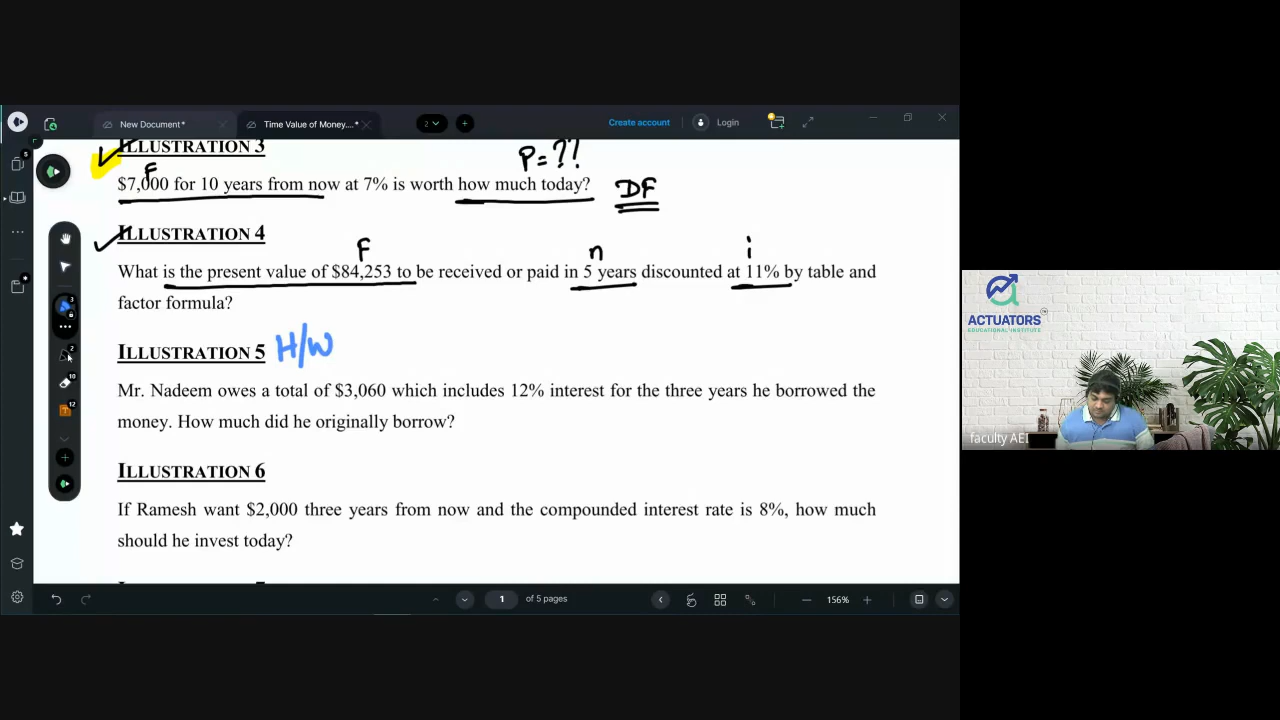 New Document*
Time Value of Money....*
2
Create account
Login
ILLUSTRATION 3
P = ??
F
$7,000 for 10 years from now at 7% is worth how much today?
DF
ILLUSTRATION 4
F n i
What is the present value of $84,253 to be received or paid in 5 years discounted at 11% by table and
factor formula?
ILLUSTRATION 5 H/W
Mr. Nadeem owes a total of $3,060 which includes 12% interest for the three years he borrowed the
money. How much did he originally borrow?
ILLUSTRATION 6
If Ramesh want $2,000 three years from now and the compounded interest rate is 8%, how much
should he invest today?
1 of 5 pages
156%
ACTUATORS
EDUCATIONAL INSTITUTE
faculty AEI